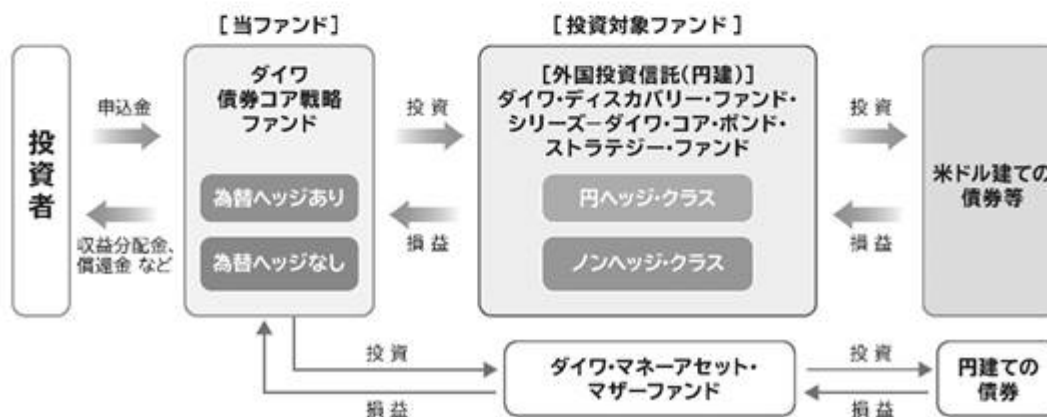 [当ファンド]
[投資対象ファンド]
投資者
申込金
収益分配金、
償還金 など
ダイワ
債券コア戦略
ファンド
為替ヘッジあり
為替ヘッジなし
投資
損益
[外国投資信託(円建)]
ダイワ・ディスカバリー・ファンド・
シリーズ−ダイワ・コア・ボンド・
ストラテジー・ファンド
円ヘッジ・クラス
ノンヘッジ・クラス
投資
損益
米ドル建ての
債券等
投資
損益
ダイワ・マネーアセット・
マザーファンド
投資
損益
円建ての
債券